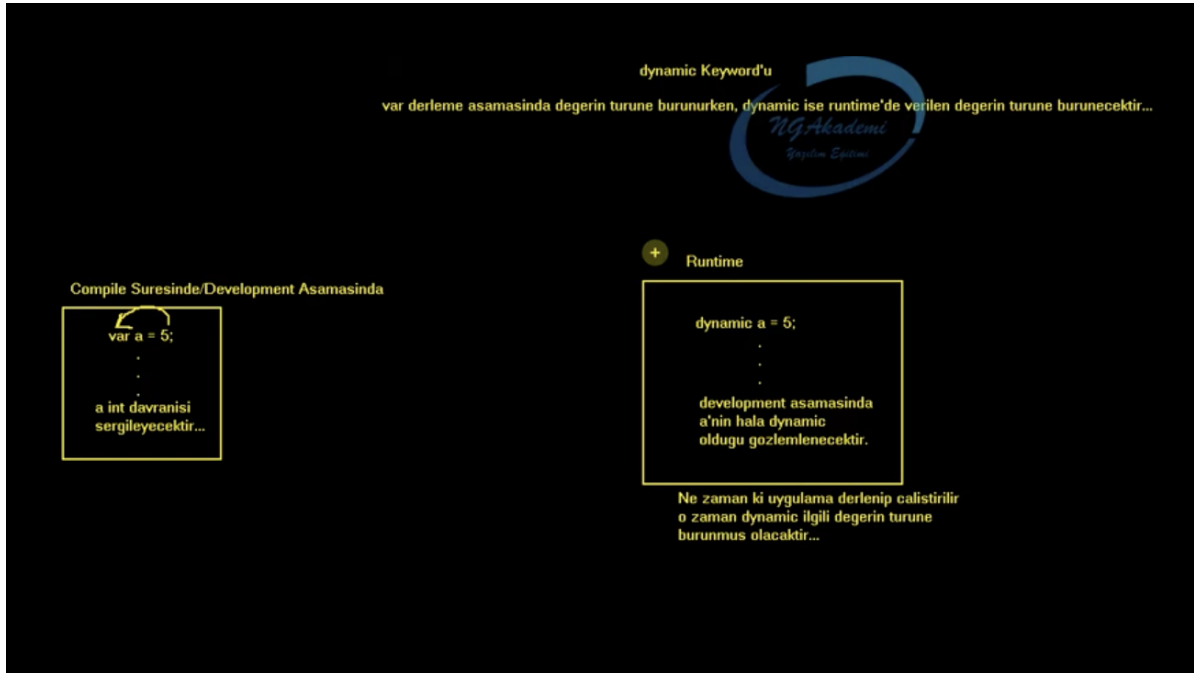 dynamic Keyword'u
var derleme asamasinda degerin turune burunurken, dynamic ise runtime'de verilen degerin turune burunecektir...
NGAkademi
Yazılım Eğitimi
Runtime
Compile Suresinde/Development Asamasinda
var a = 5;
.
.
.
a int davranisi
sergileyecektir...
dynamic a = 5;
.
.
.
development asamasinda
a'nin hala dynamic
oldugu gozlemlenecektir.
Ne zaman ki uygulama derlenip calistirilir
o zaman dynamic ilgili degerin turune
burunmus olacaktir...